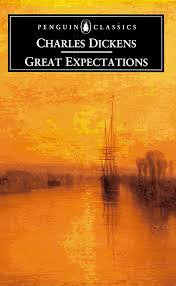 PENGUIN CLASSICS
CHARLES DICKENS
GREAT EXPECTATIONS